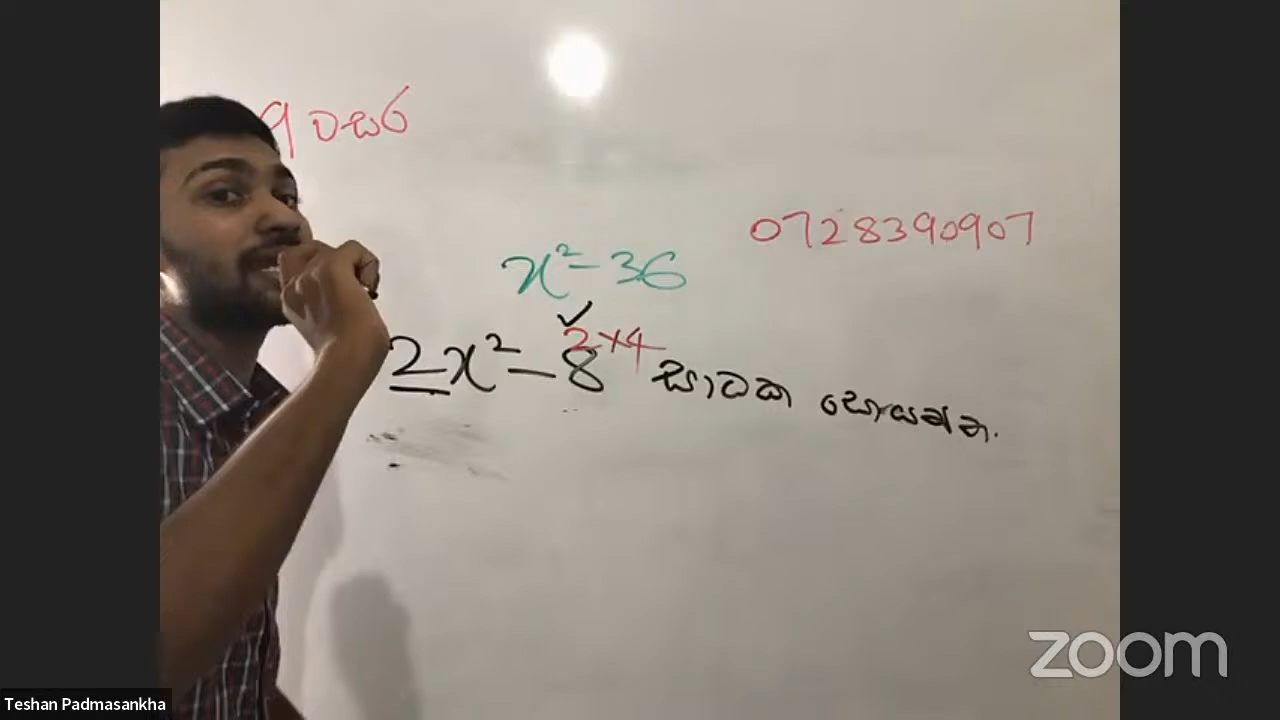 9 වසර
0728390907
x² - 36
✓
2×4
2x² - 8 සාධක සොයන්න.
zoom
Teshan Padmasankha